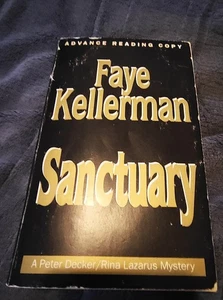 ADVANCE READING COPY
Faye
Kellerman
Sanctuary
A Peter Decker/Rina Lazarus Mystery